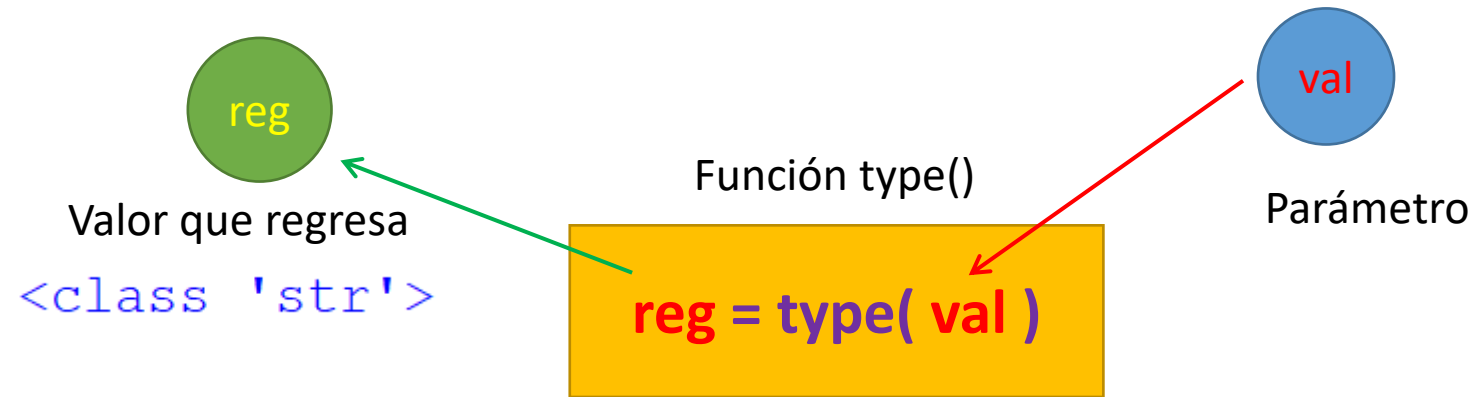 reg
val
Función type()
Valor que regresa
Parámetro
<class 'str'>
reg = type( val )